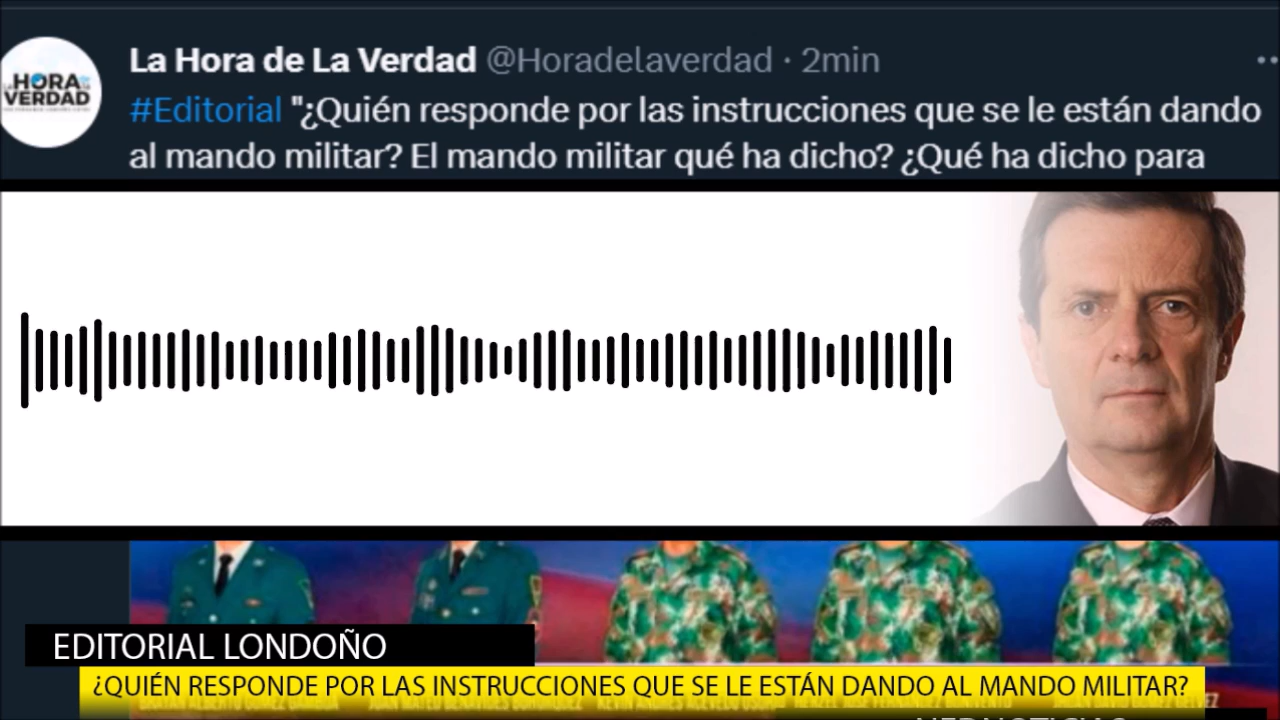 La Hora de La Verdad @Horadelaverdad · 2min
HORA
VERDAD
#Editorial "¿Quién responde por las instrucciones que se le están dando
al mando militar? El mando militar qué ha dicho? ¿Qué ha dicho para
EDITORIAL LONDOÑO
¿QUIÉN RESPONDE POR LAS INSTRUCCIONES QUE SE LE ESTÁN DANDO AL MANDO MILITAR?